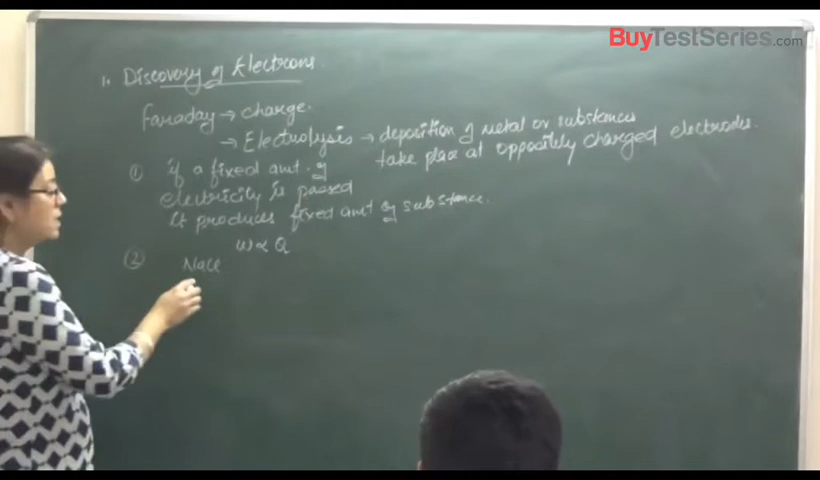 BuyTestSeries.com
1. Discovery of Electrons.
Faraday → charge.
→ Electrolysis → deposition of metal or substances
take place at oppositely charged electrodes.
① if a fixed amt. of
electricity is passed
It produces fixed amt of substance.
W ∝ Q
② NaCl